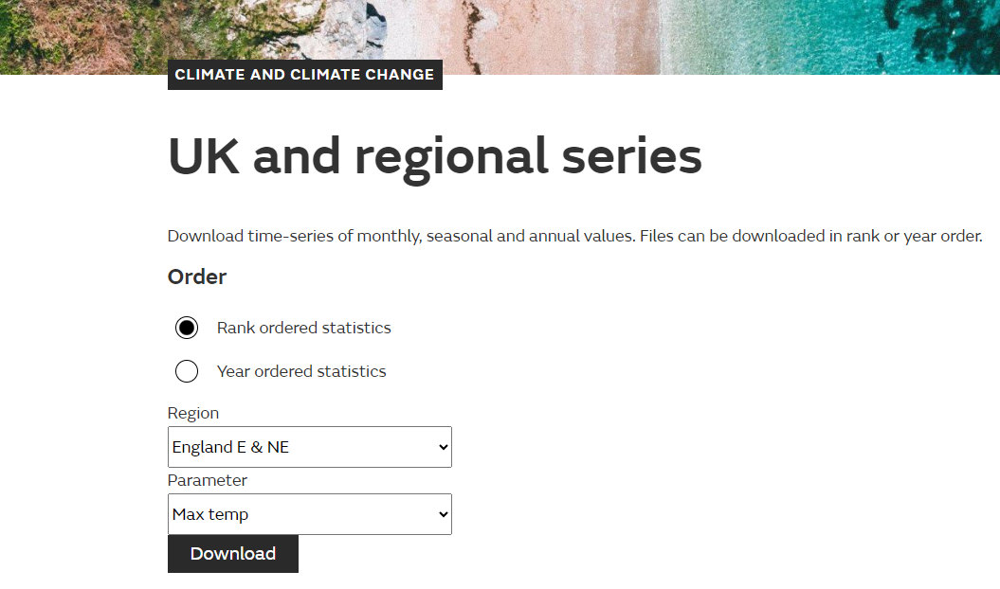 CLIMATE AND CLIMATE CHANGE
UK and regional series
Download time-series of monthly, seasonal and annual values. Files can be downloaded in rank or year order.
Order
Rank ordered statistics
Year ordered statistics
Region
England E & NE
Parameter
Max temp
Download